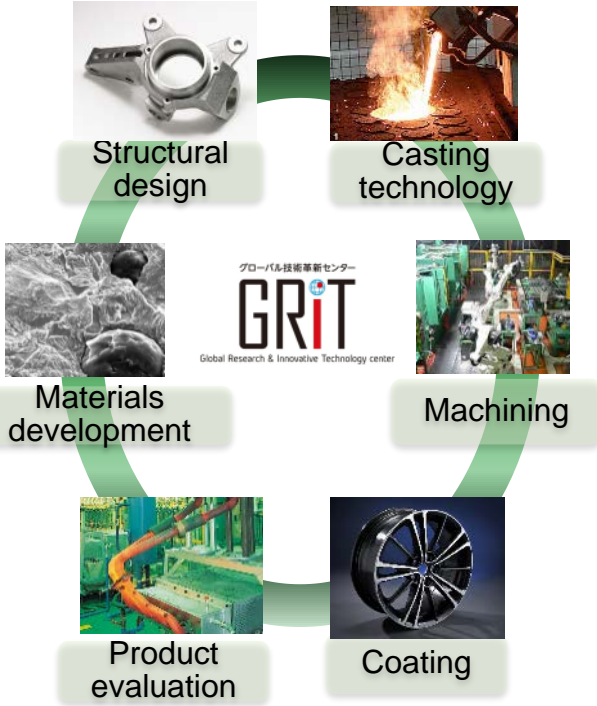 Structural
design
Casting
technology
グローバル技術革新センター
GRiT
Global Research & Innovative Technology center
Materials
development
Machining
Product
evaluation
Coating